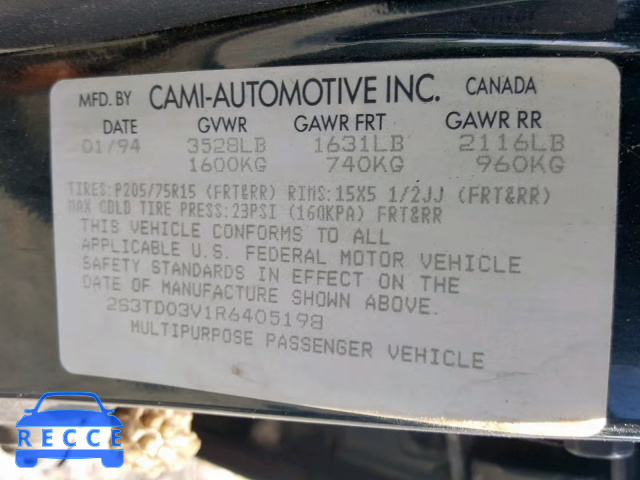 MFD. BY CAMI-AUTOMOTIVE INC. CANADA
DATE GVWR GAWR FRT GAWR RR
01/94 3528LB 1631LB 2116LB
1600KG 740KG 960KG
TIRES: P205/75R15 (FRT&RR) RIMS: 15X5 1/2JJ (FRT&RR)
MAX COLD TIRE PRESS: 23PSI (160KPA) FRT&RR
THIS VEHICLE CONFORMS TO ALL
APPLICABLE U.S. FEDERAL MOTOR VEHICLE
SAFETY STANDARDS IN EFFECT ON THE
DATE OF MANUFACTURE SHOWN ABOVE.
2S3TD03V1R6405198
MULTIPURPOSE PASSENGER VEHICLE
RECCE